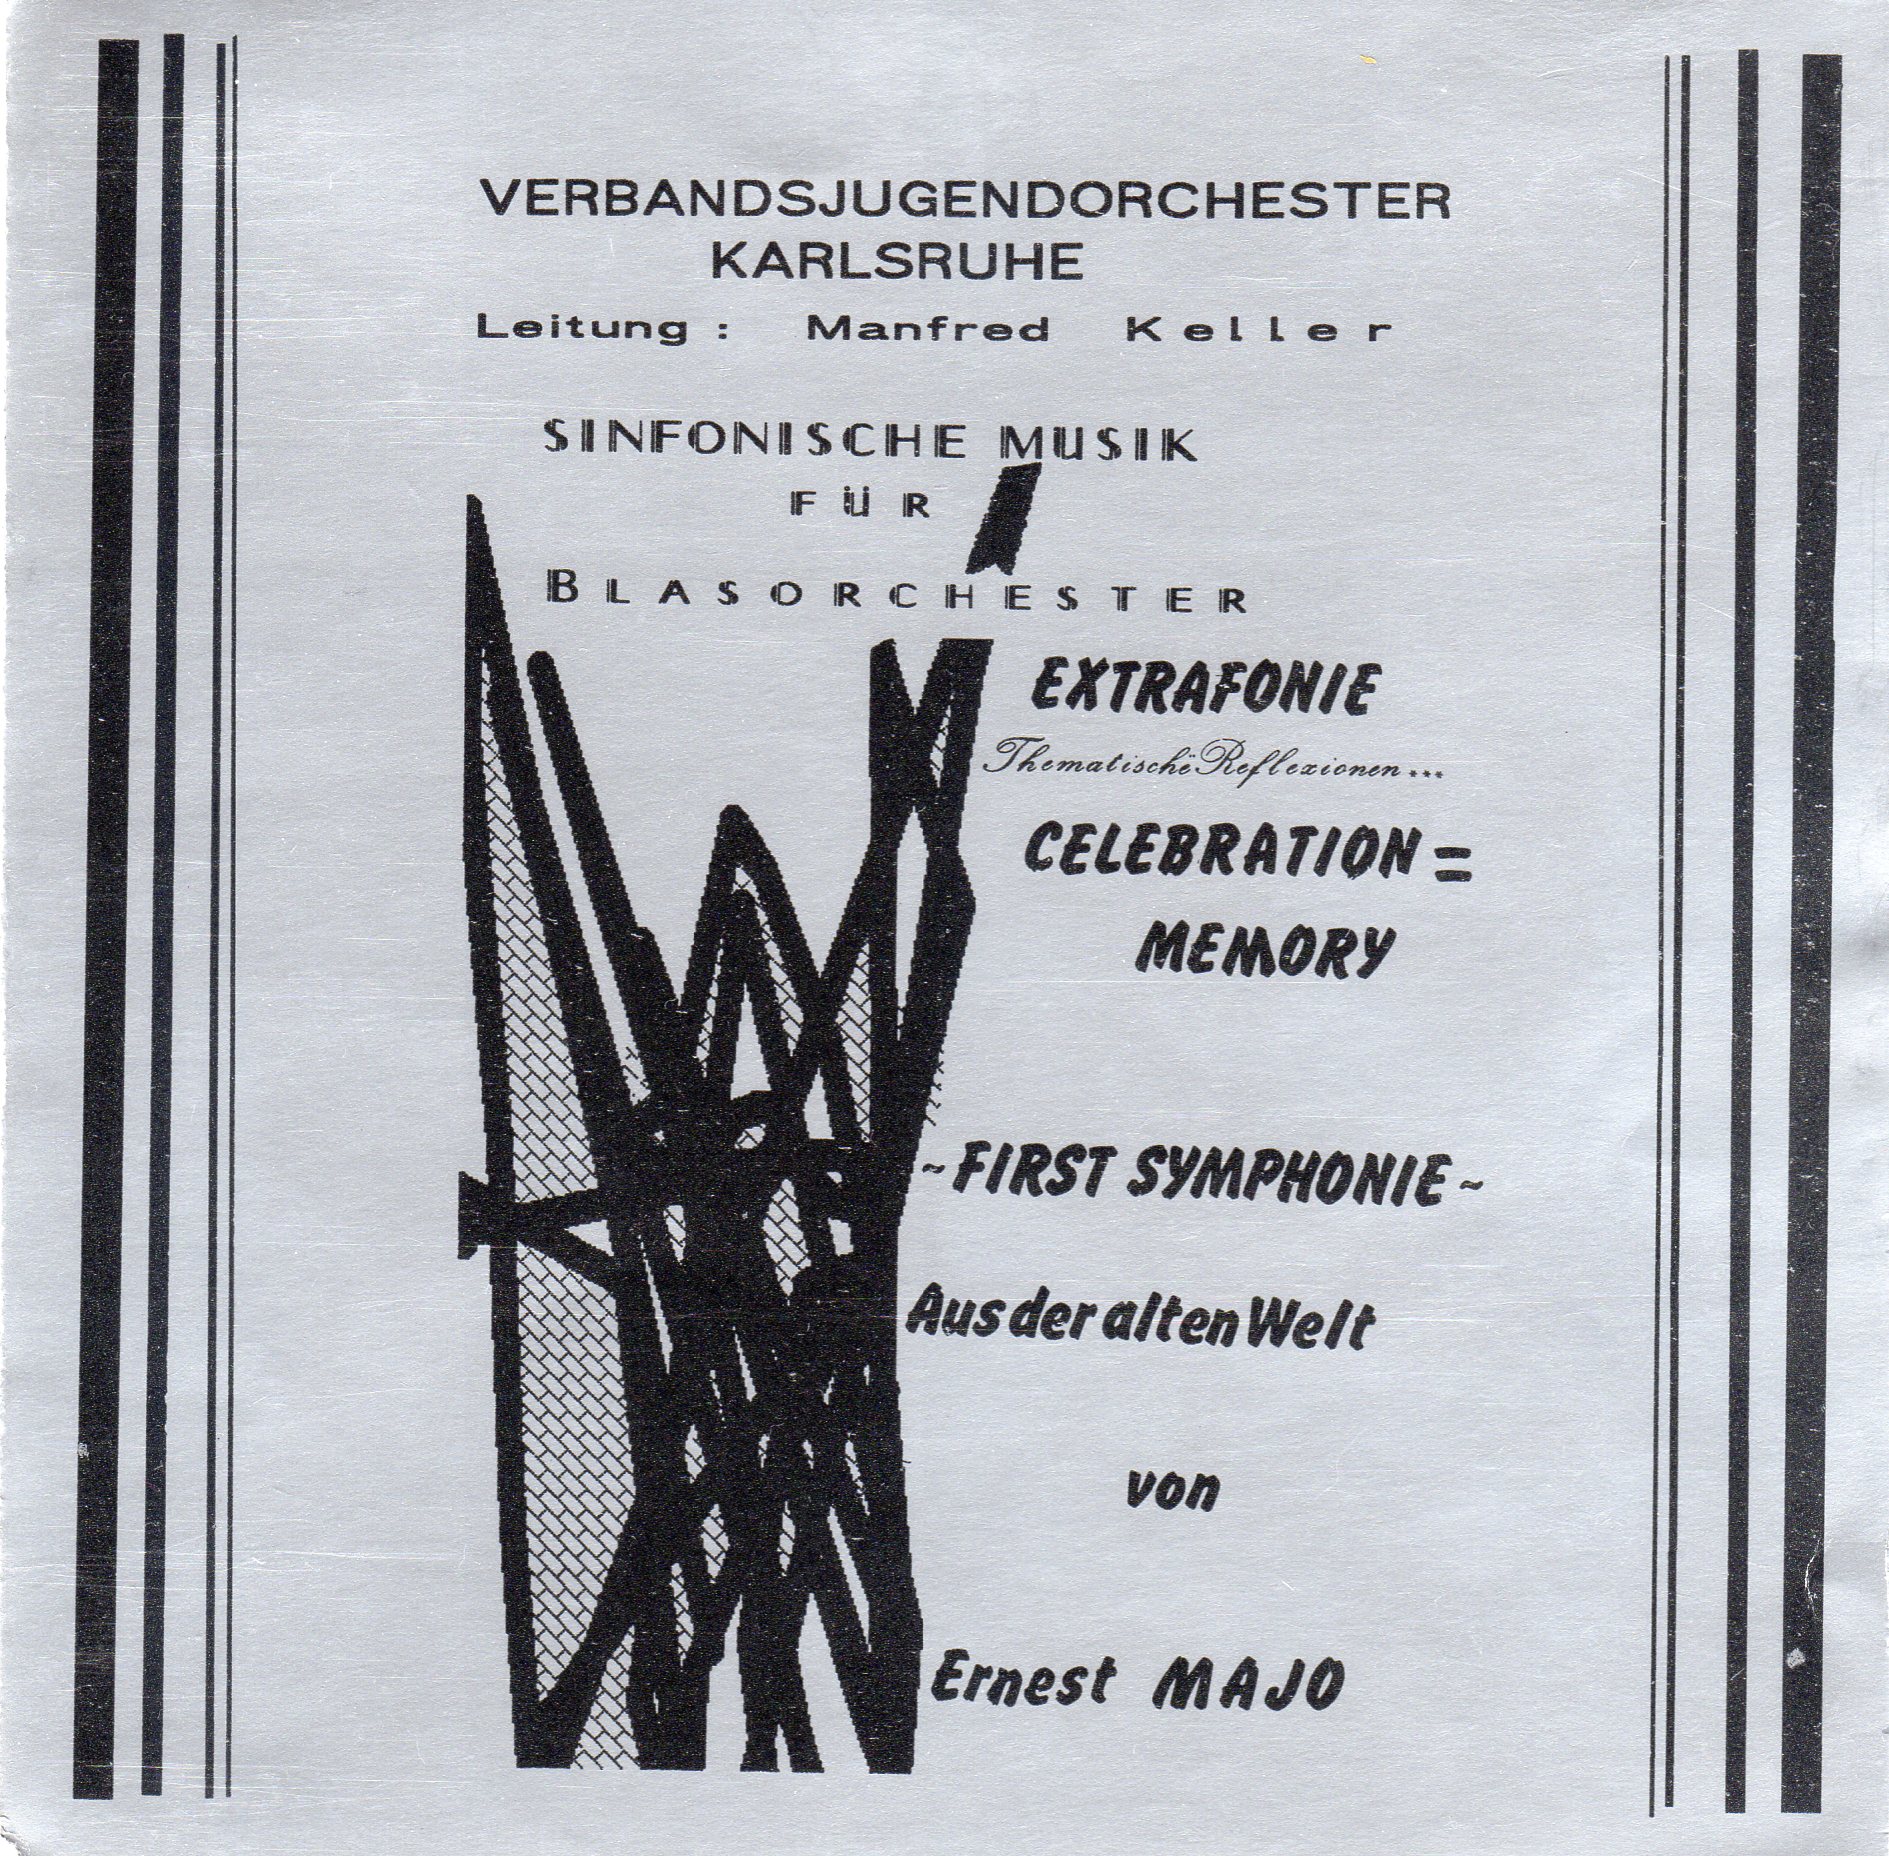 VERBANDSJUGENDORCHESTER
KARLSRUHE
Leitung: Manfred Keller
SINFONISCHE MUSIK
FÜR
BLASORCHESTER
EXTRAFONIE
Thematische Reflexionen...
CELEBRATION =
MEMORY
~FIRST SYMPHONIE~
Aus der alten Welt
von
Ernest MAJO